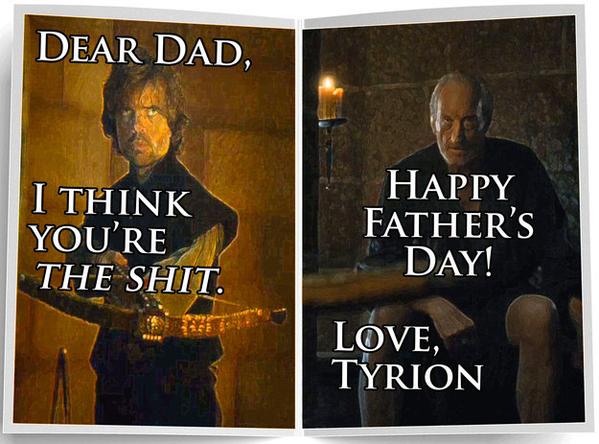 DEAR DAD,
I THINK
YOU'RE
THE SHIT.
HAPPY
FATHER'S
DAY!
LOVE,
TYRION